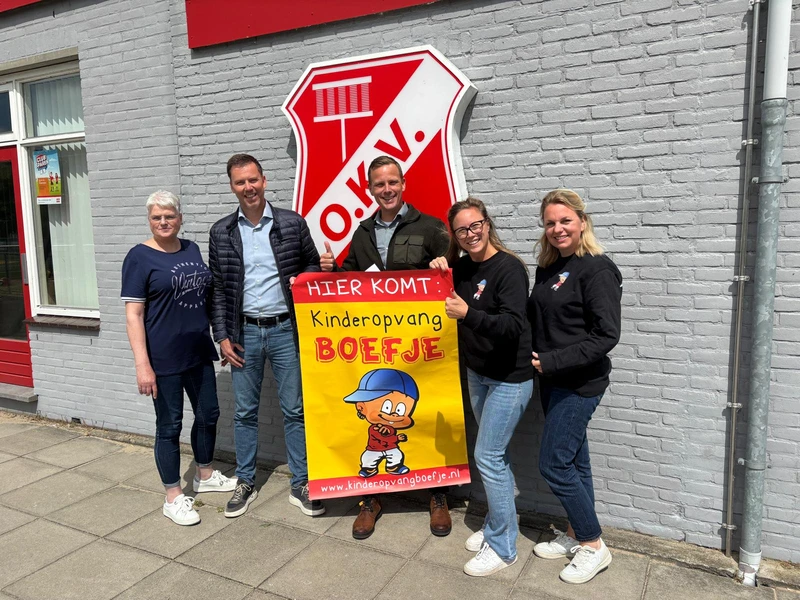 O.K.V.
HIER KOMT:
Kinderopvang
BOEFJE
www.kinderopvangboefje.nl